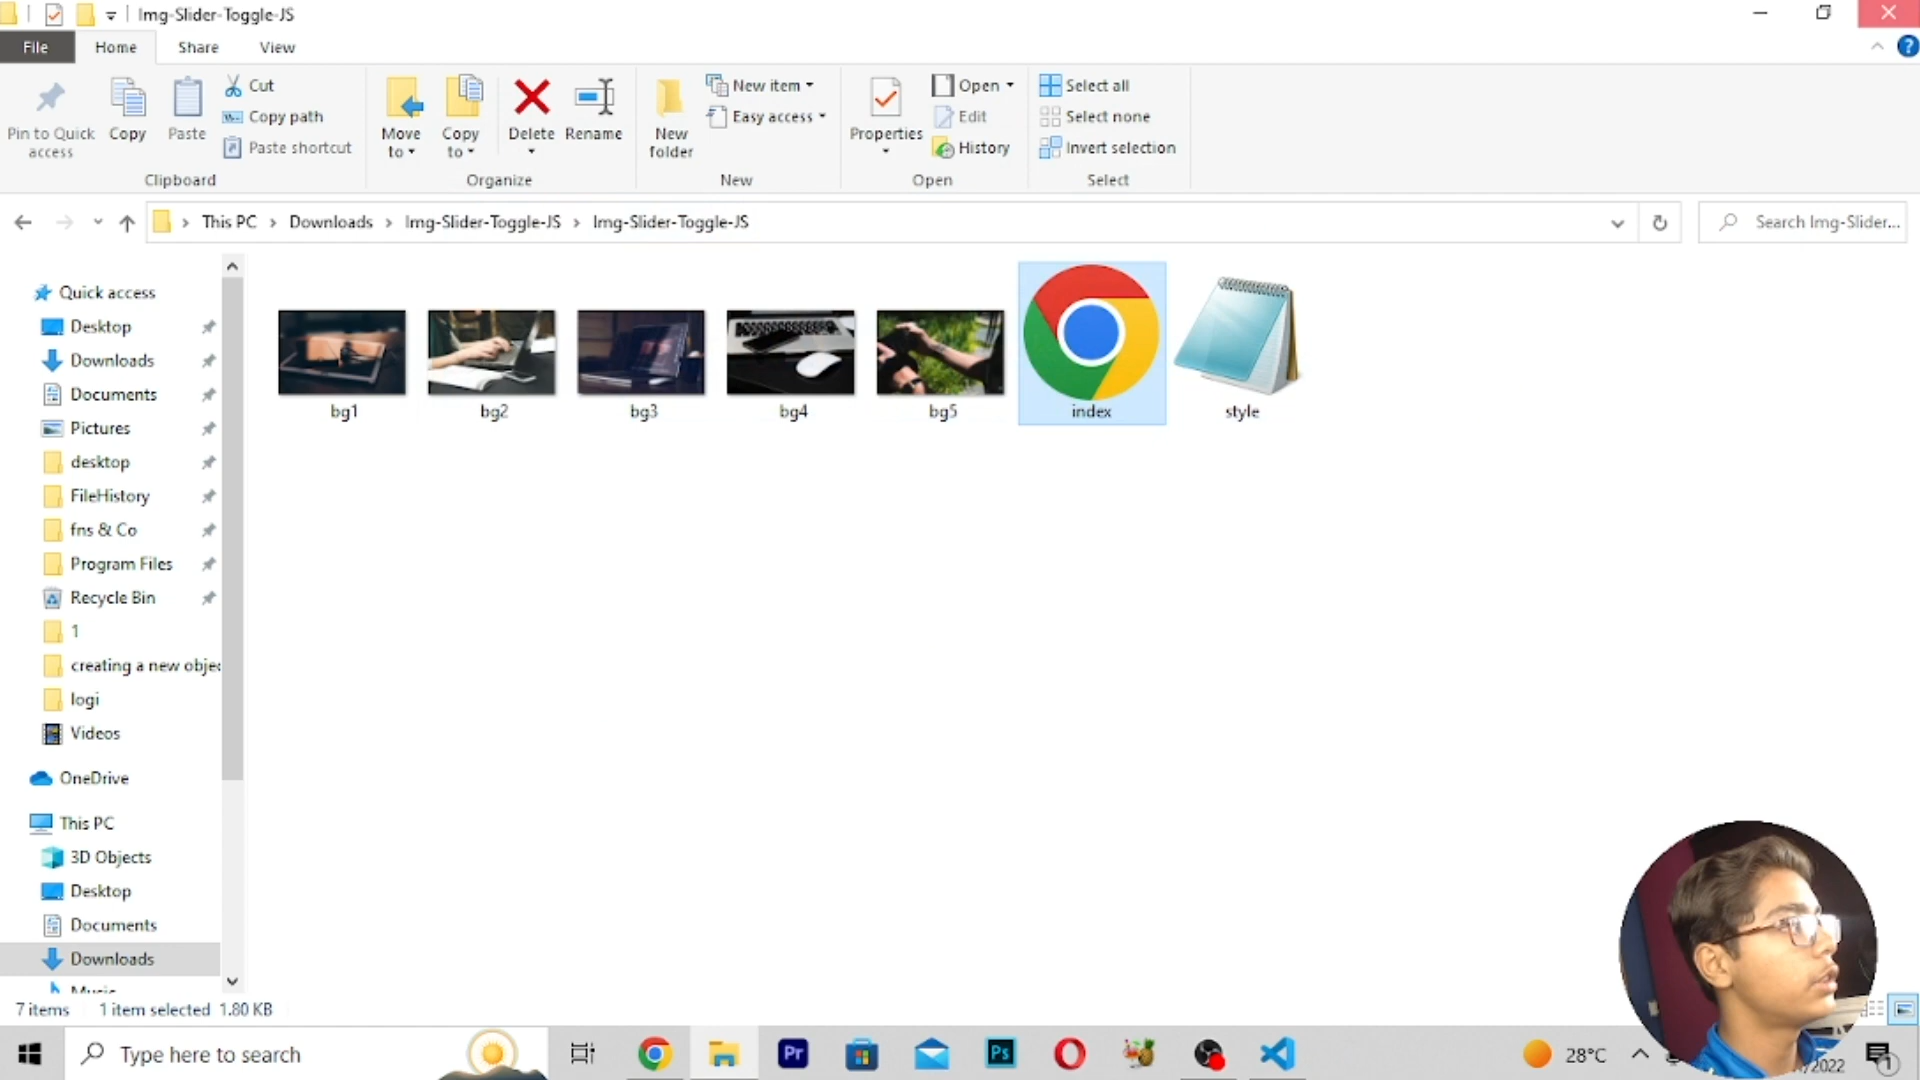 Img-Slider-Toggle-JS
File Home Share View
Pin to Quick access
Copy
Paste
Cut
Copy path
Paste shortcut
Clipboard
Move to
Copy to
Delete
Rename
Organize
New folder
New item
Easy access
New
Properties
Open
Edit
History
Open
Select all
Select none
Invert selection
Select
This PC > Downloads > Img-Slider-Toggle-JS > Img-Slider-Toggle-JS
Search Img-Slider...
Quick access
Desktop
Downloads
Documents
Pictures
desktop
FileHistory
fns & Co
Program Files
Recycle Bin
1
creating a new objec
logi
Videos
OneDrive
This PC
3D Objects
Desktop
Documents
Downloads
Music
bg1 bg2 bg3 bg4 bg5 index style
7 items 1 item selected 1.80 KB
Type here to search
Pr
Ps
28°C
/2022
1